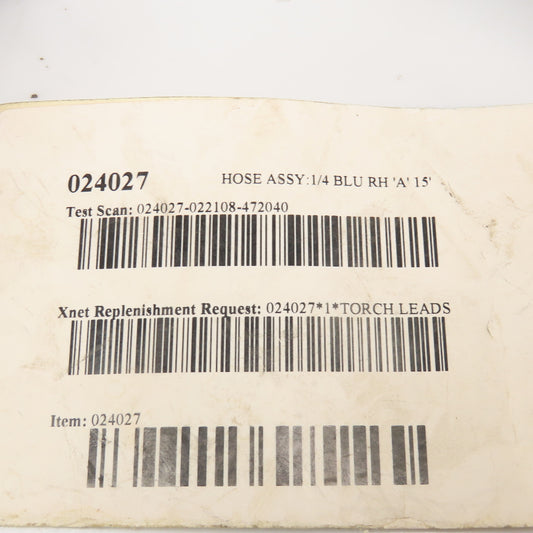 024027 HOSE ASSY:1/4 BLU RH 'A' 15'
Test Scan: 024027-022108-472040
Xnet Replenishment Request: 024027*1*TORCH LEADS
Item: 024027